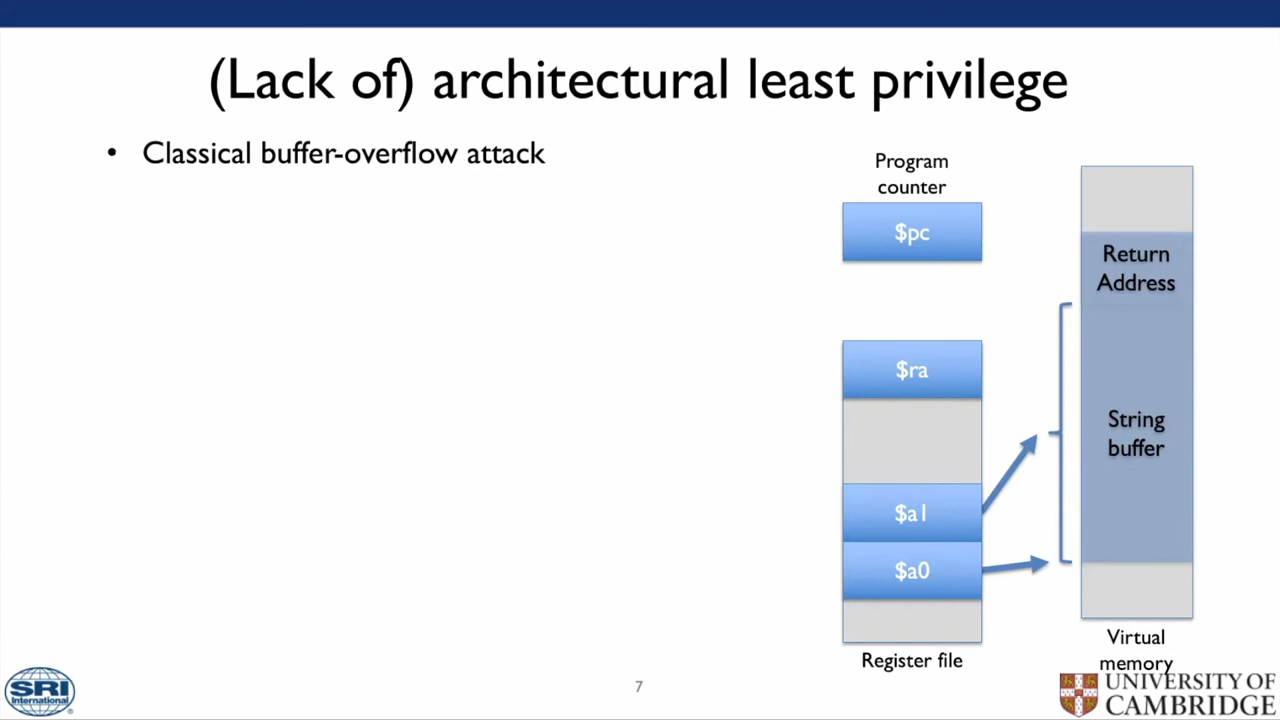 (Lack of) architectural least privilege
• Classical buffer-overflow attack
Program
counter
$pc
$ra
$a1
$a0
Register file
Return
Address
String
buffer
Virtual
memory
SRI
International
7
UNIVERSITY OF
CAMBRIDGE